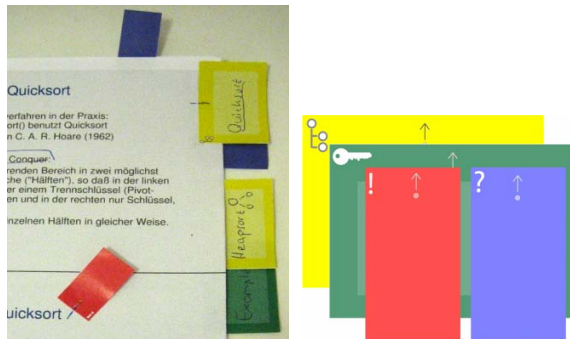 Quicksort
erfahren in der Praxis:
ort() benutzt Quicksort
n C. A. R. Hoare (1962)
Conquer:
renden Bereich in zwei möglichst
che ("Hälften"), so daß in der linken
er einem Trennschlüssel (Pivot-
en und in der rechten nur Schlüssel,
inzelnen Hälften in gleicher Weise.
uicksort
Quicksort
Heapsort
Example
!
?